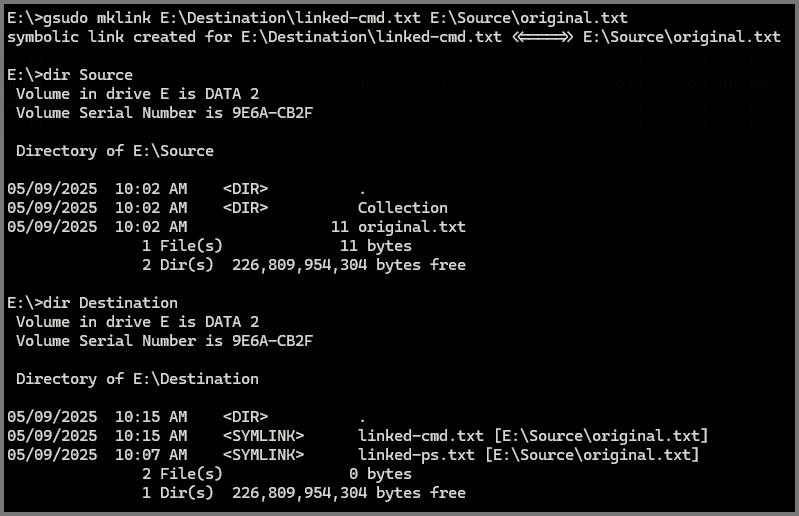 E:\>gsudo mklink E:\Destination\linked-cmd.txt E:\Source\original.txt
symbolic link created for E:\Destination\linked-cmd.txt <<=====>> E:\Source\original.txt
E:\>dir Source
Volume in drive E is DATA 2
Volume Serial Number is 9E6A-CB2F
Directory of E:\Source
05/09/2025  10:02 AM    <DIR>          .
05/09/2025  10:02 AM    <DIR>          Collection
05/09/2025  10:02 AM                11 original.txt
1 File(s)             11 bytes
2 Dir(s)  226,809,954,304 bytes free
E:\>dir Destination
Volume in drive E is DATA 2
Volume Serial Number is 9E6A-CB2F
Directory of E:\Destination
05/09/2025  10:15 AM    <DIR>          .
05/09/2025  10:15 AM    <SYMLINK>      linked-cmd.txt [E:\Source\original.txt]
05/09/2025  10:07 AM    <SYMLINK>      linked-ps.txt [E:\Source\original.txt]
2 File(s)              0 bytes
1 Dir(s)  226,809,954,304 bytes free